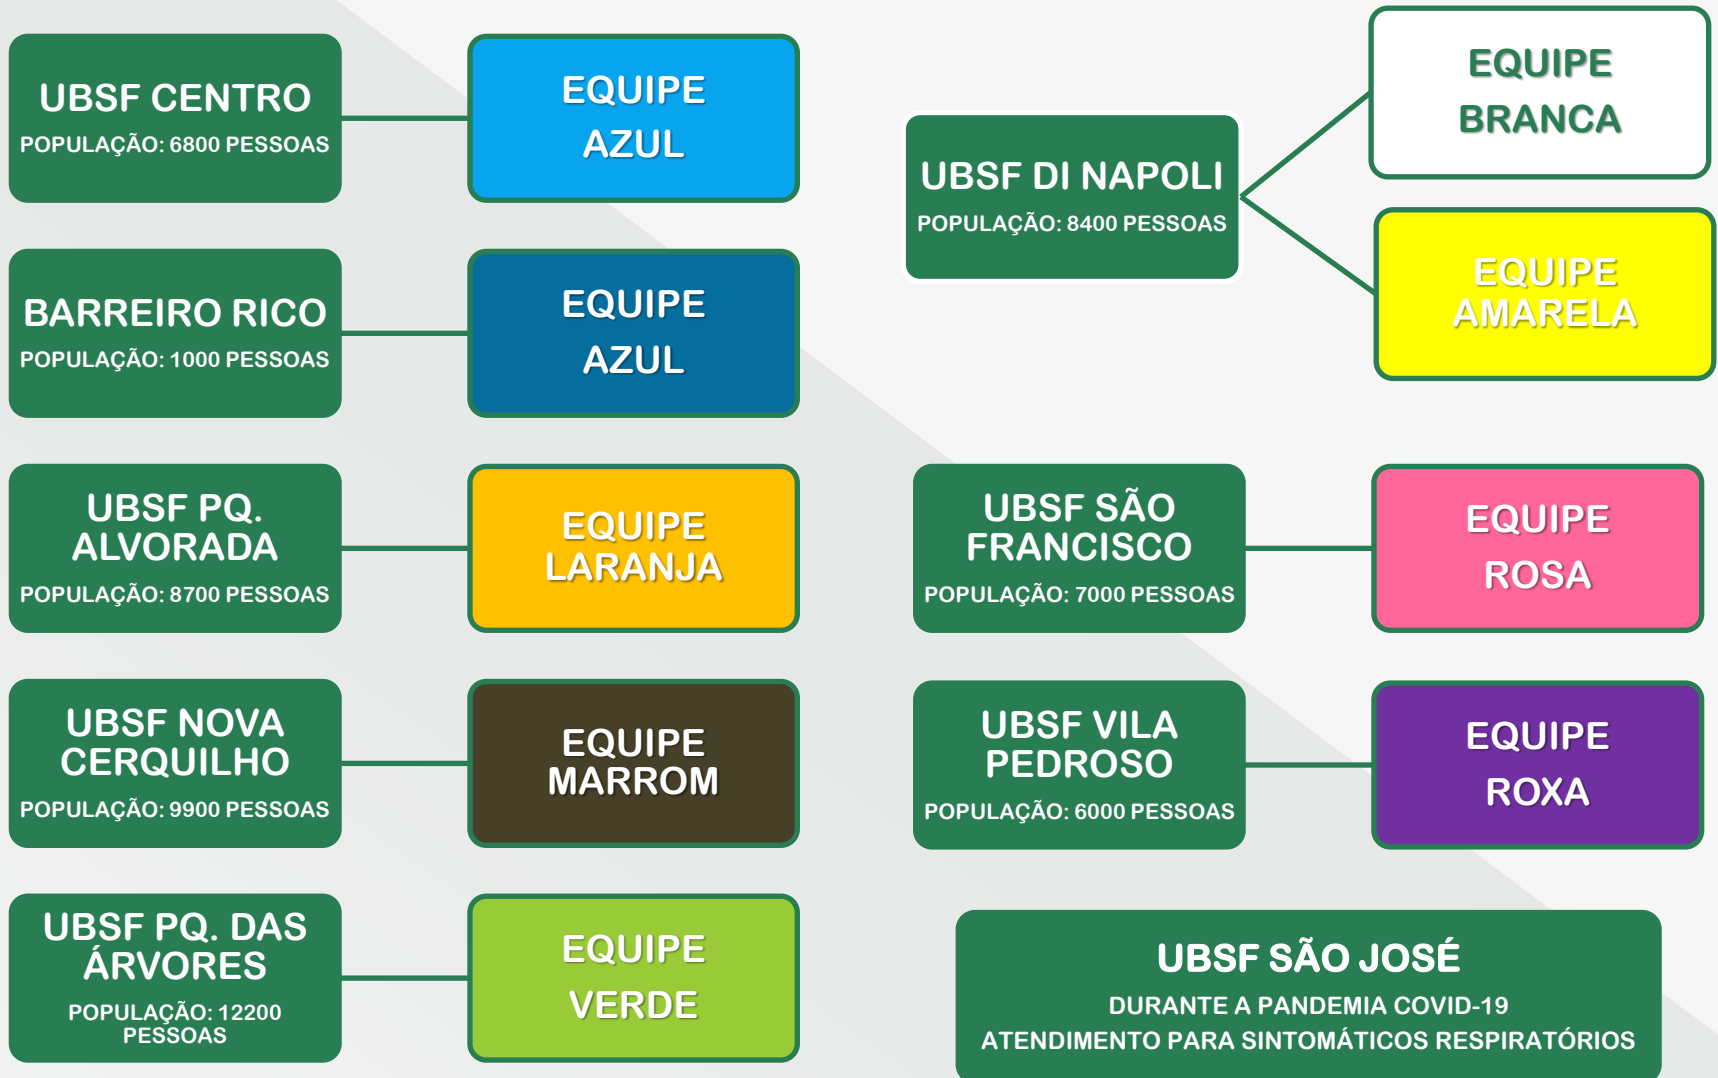 UBSF CENTRO
POPULAÇÃO: 6800 PESSOAS
EQUIPE
AZUL
BARREIRO RICO
POPULAÇÃO: 1000 PESSOAS
EQUIPE
AZUL
UBSF PQ.
ALVORADA
POPULAÇÃO: 8700 PESSOAS
EQUIPE
LARANJA
UBSF NOVA
CERQUILHO
POPULAÇÃO: 9900 PESSOAS
EQUIPE
MARROM
UBSF PQ. DAS
ÁRVORES
POPULAÇÃO: 12200
PESSOAS
EQUIPE
VERDE
UBSF DI NAPOLI
POPULAÇÃO: 8400 PESSOAS
EQUIPE
BRANCA
EQUIPE
AMARELA
UBSF SÃO
FRANCISCO
POPULAÇÃO: 7000 PESSOAS
EQUIPE
ROSA
UBSF VILA
PEDROSO
POPULAÇÃO: 6000 PESSOAS
EQUIPE
ROXA
UBSF SÃO JOSÉ
DURANTE A PANDEMIA COVID-19
ATENDIMENTO PARA SINTOMÁTICOS RESPIRATÓRIOS